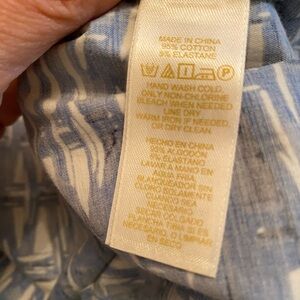 MADE IN CHINA
95% COTTON
5% ELASTANE
P
HAND WASH COLD
ONLY NON-CHLORINE
BLEACH WHEN NEEDED
LINE DRY
WARM IRON IF NEEDED
OR DRY CLEAN
HECHO EN CHINA
95% ALGODÓN
5% ELASTANO
LAVAR A MANO EN
AGUA FRIA
BLANQUEADOR SIN
CLORO
CUANDO SEA
NECESARIO
SECAR COLGADO
PLANCHA TIBIA SI ES
NECESARIO, O LIMPIAR
EN SECO